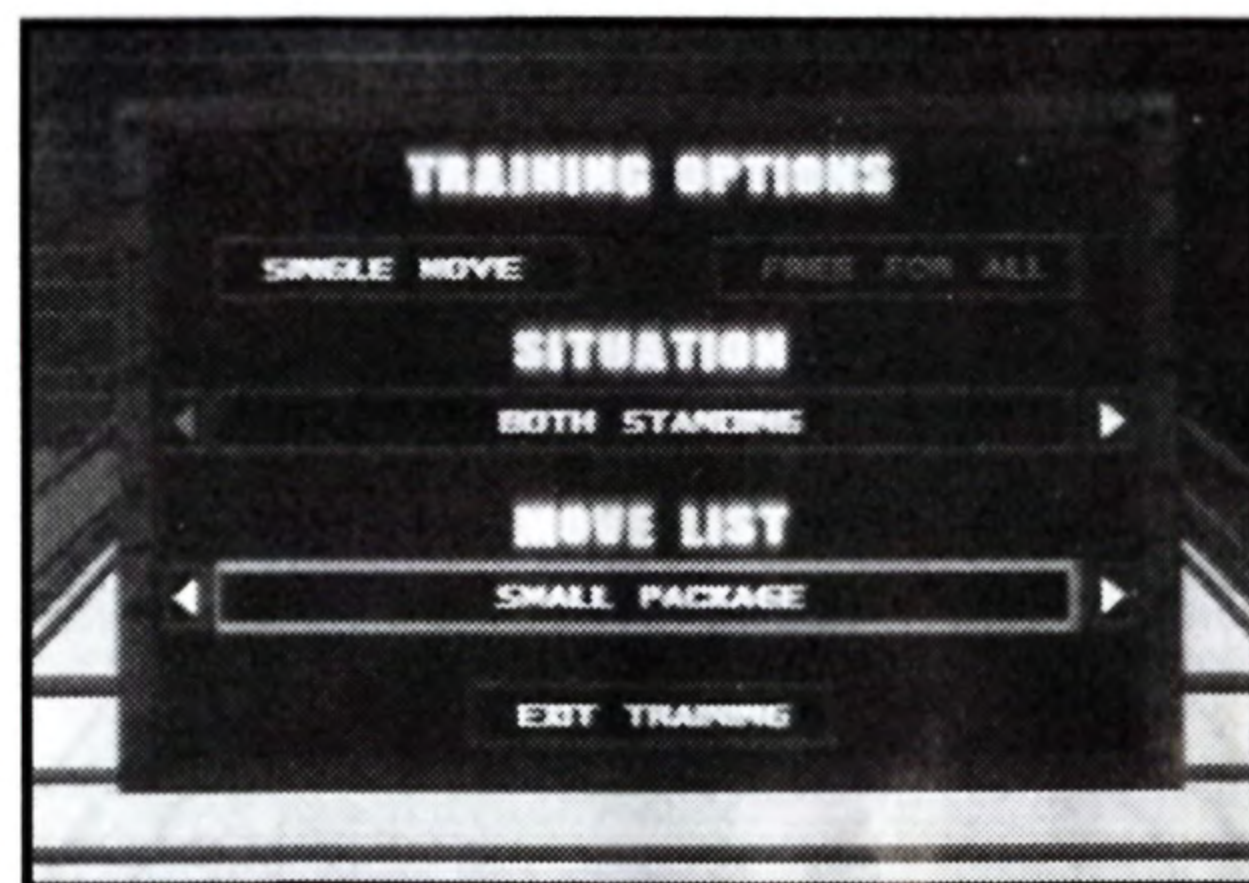 TRAINING OPTIONS
SINGLE MOVE FREE FOR ALL
SITUATION
BOTH STANDING
MOVE LIST
SMALL PACKAGE
EXIT TRAINING